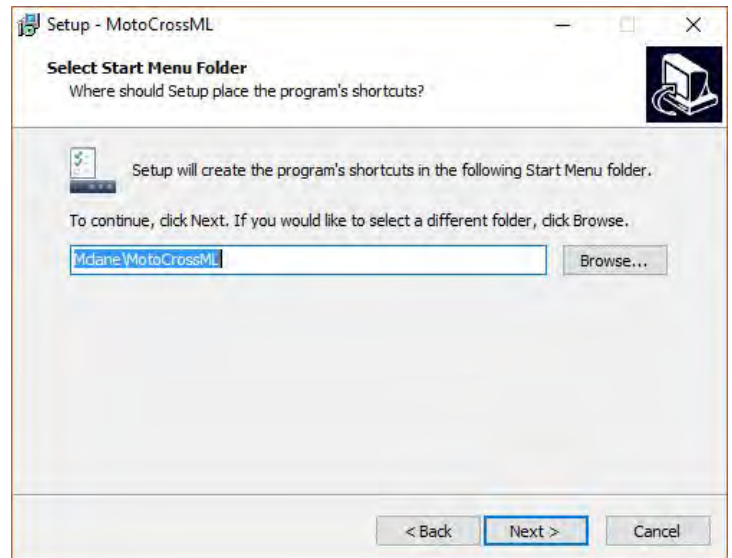 Setup - MotoCrossML
Select Start Menu Folder
Where should Setup place the program's shortcuts?
Setup will create the program's shortcuts in the following Start Menu folder.
To continue, click Next. If you would like to select a different folder, click Browse.
Mclane\MotoCrossML
Browse...
< Back Next > Cancel